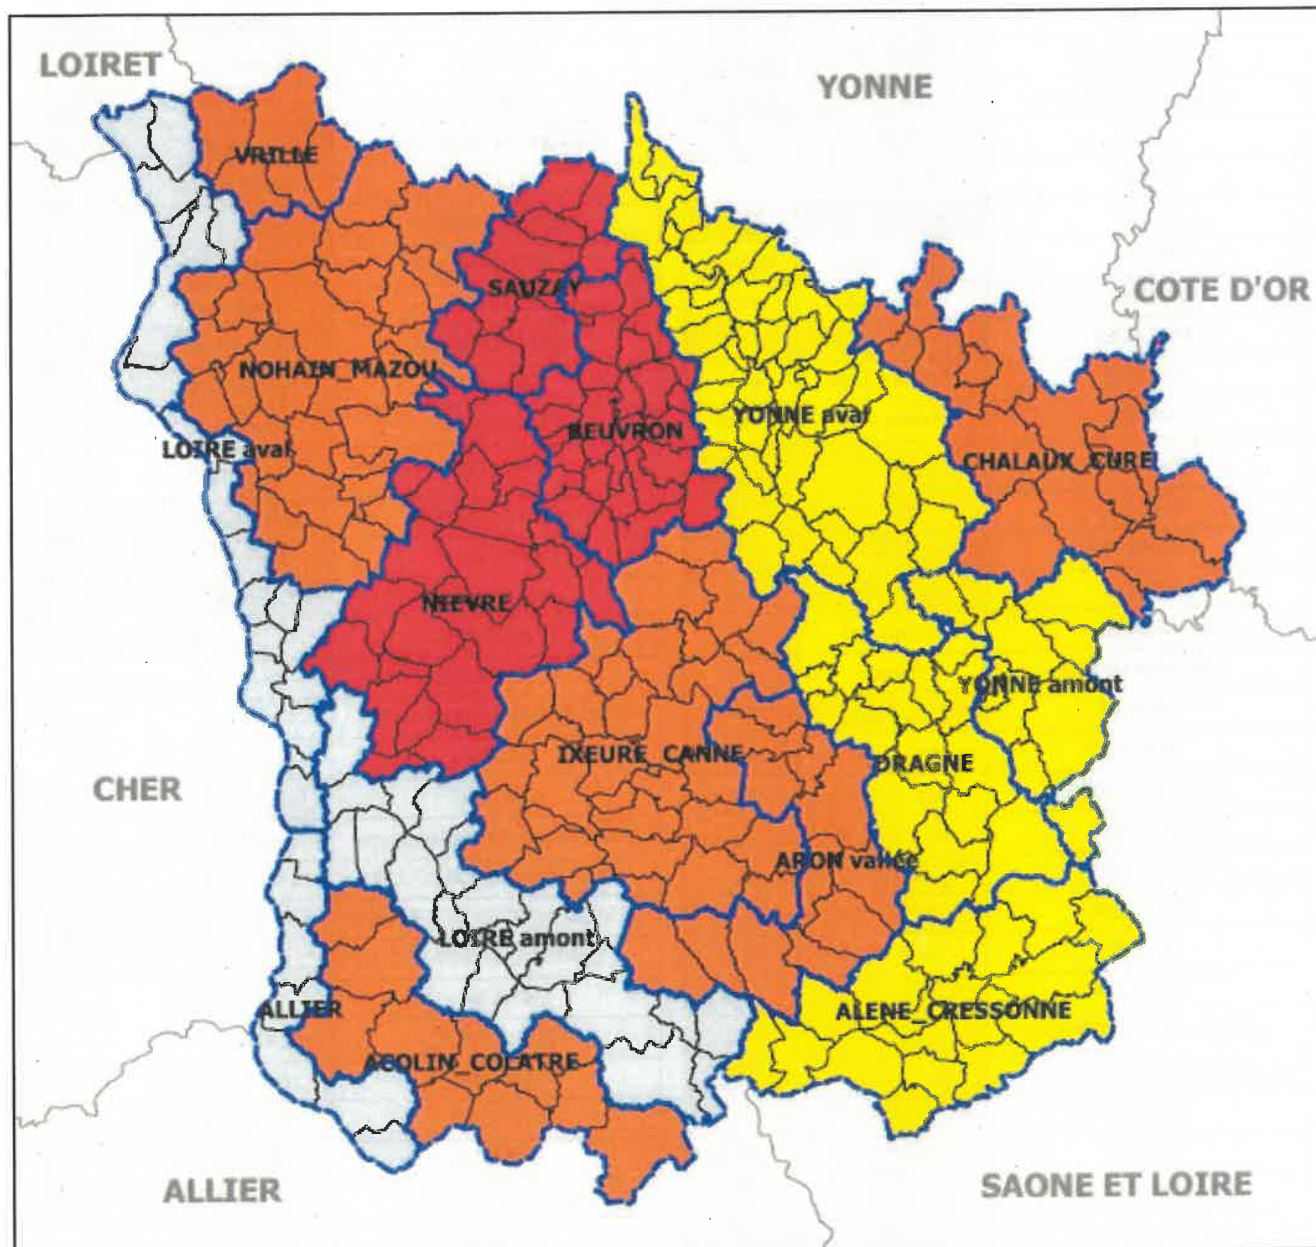 LOIRET
YONNE
VRILLE
SAUZAY
COTE D'OR
NOHAIN_MAZOU
BEUVRON
YONNE aval
LOIRE aval
CHALAUX_CURE
NIEVRE
YONNE amont
IXEURE_CANNE
DRAGNE
CHER
ARON vallée
LOIRE amont
ALLIER
ALENE_CRESSONNE
ACOLIN_COLATRE
ALLIER
SAONE ET LOIRE